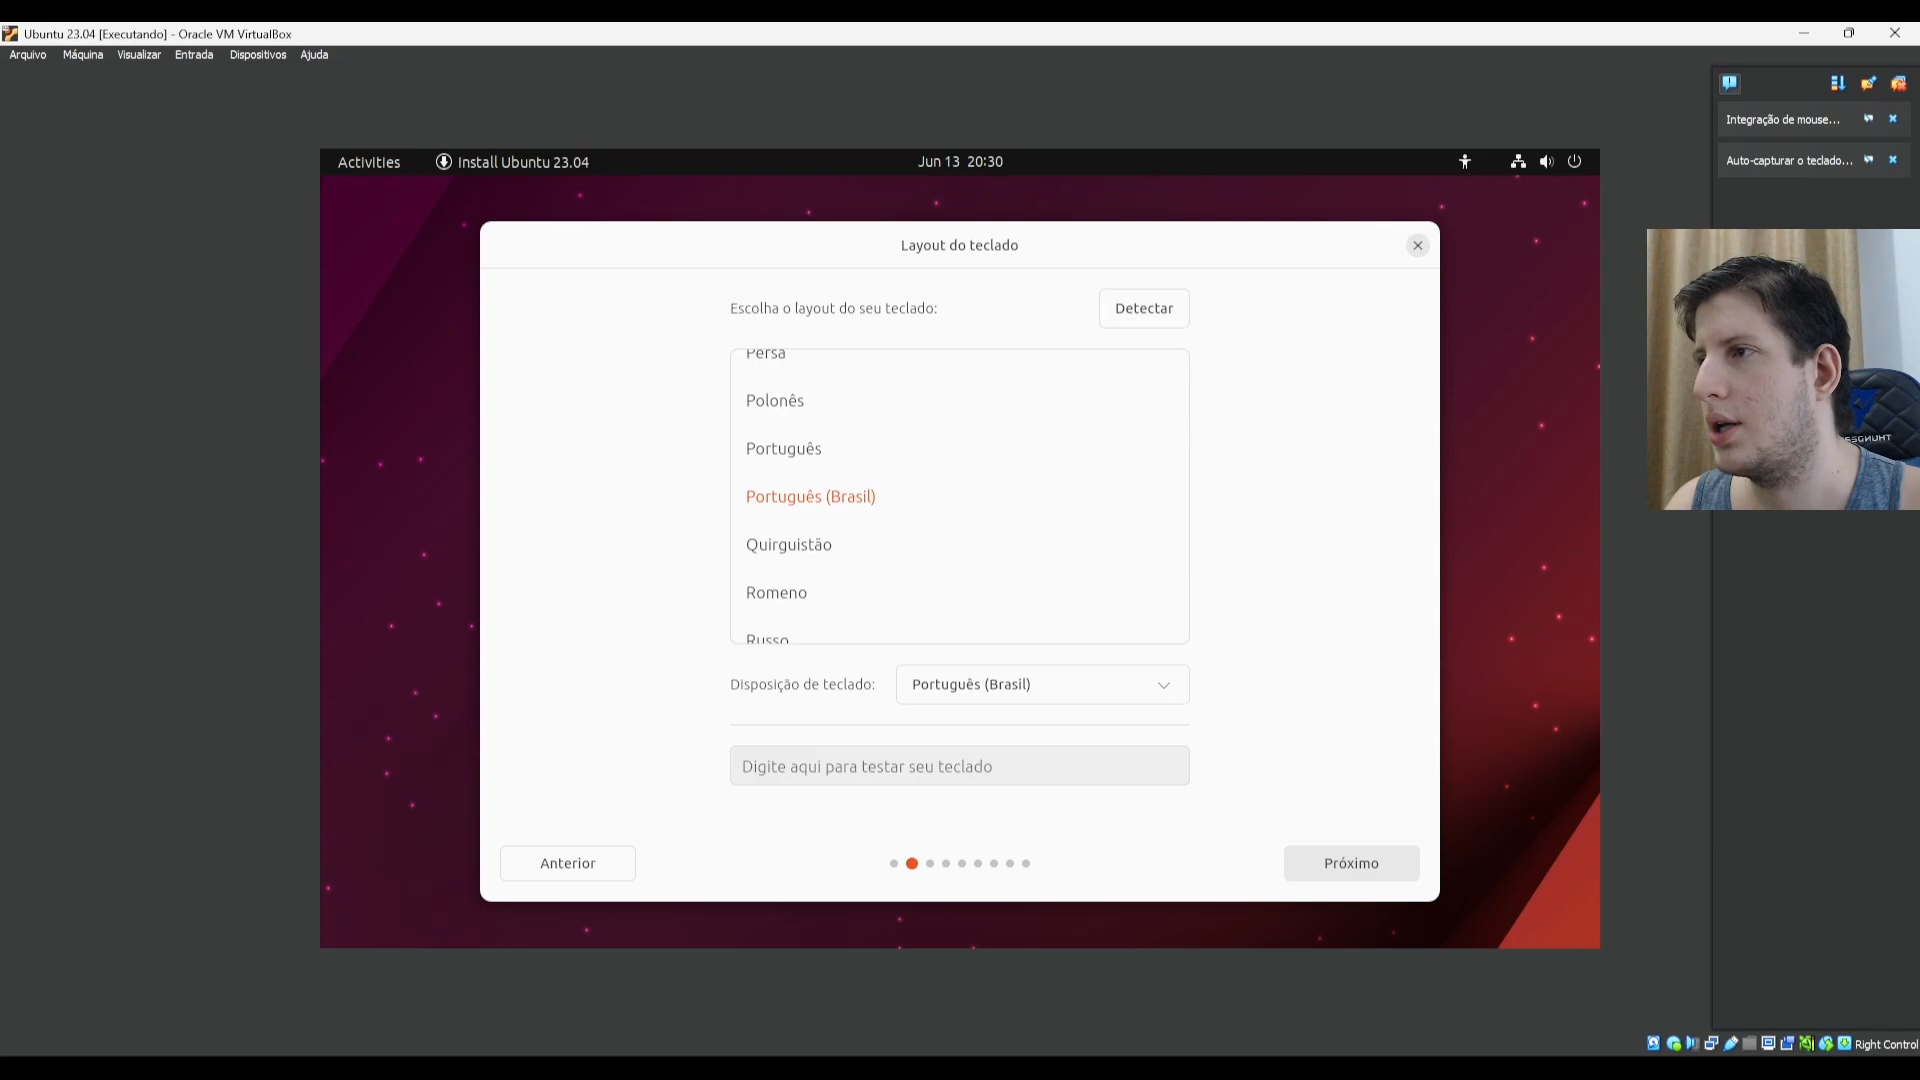 Ubuntu 23.04 [Executando] - Oracle VM VirtualBox
Arquivo Máquina Visualizar Entrada Dispositivos Ajuda
Integração de mouse...
Auto-capturar o teclado...
Activities Install Ubuntu 23.04 Jun 13 20:30
Layout do teclado
Escolha o layout do seu teclado: Detectar
Persa
Polonês
Português
Português (Brasil)
Quirguistão
Romeno
Russo
Disposição de teclado: Português (Brasil)
Digite aqui para testar seu teclado
Anterior Próximo
Right Control